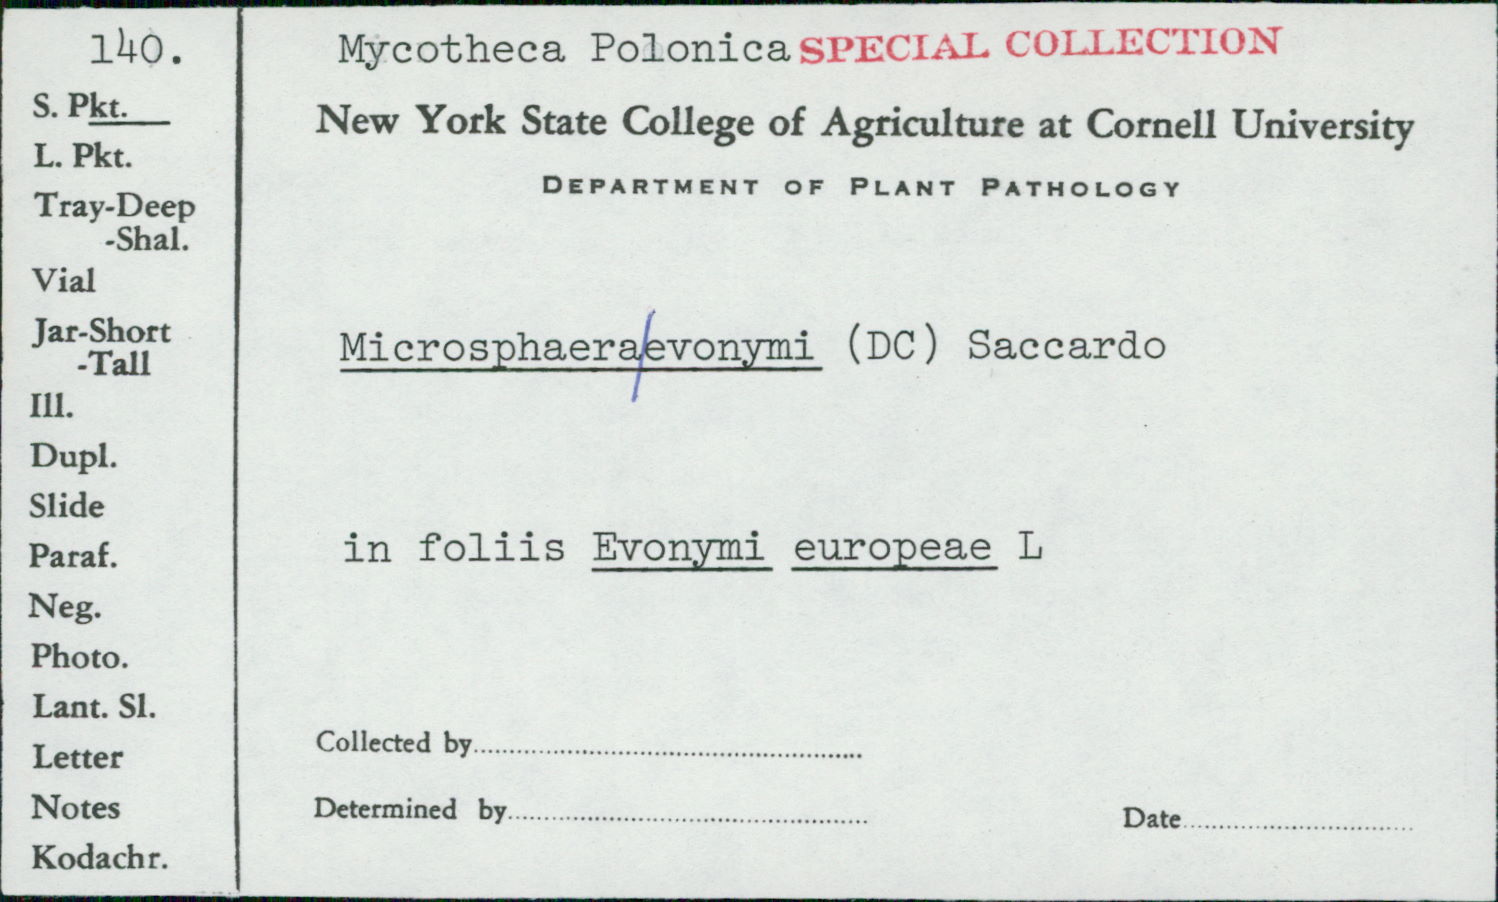 140.
S. Pkt.
L. Pkt.
Tray-Deep
-Shal.
Vial
Jar-Short
-Tall
Ill.
Dupl.
Slide
Paraf.
Neg.
Photo.
Lant. Sl.
Letter
Notes
Kodachr.
Mycotheca Polonica SPECIAL COLLECTION
New York State College of Agriculture at Cornell University
DEPARTMENT OF PLANT PATHOLOGY
Microsphaera/evonymi (DC) Saccardo
in foliis Evonymi europeae L
Collected by
Determined by
Date